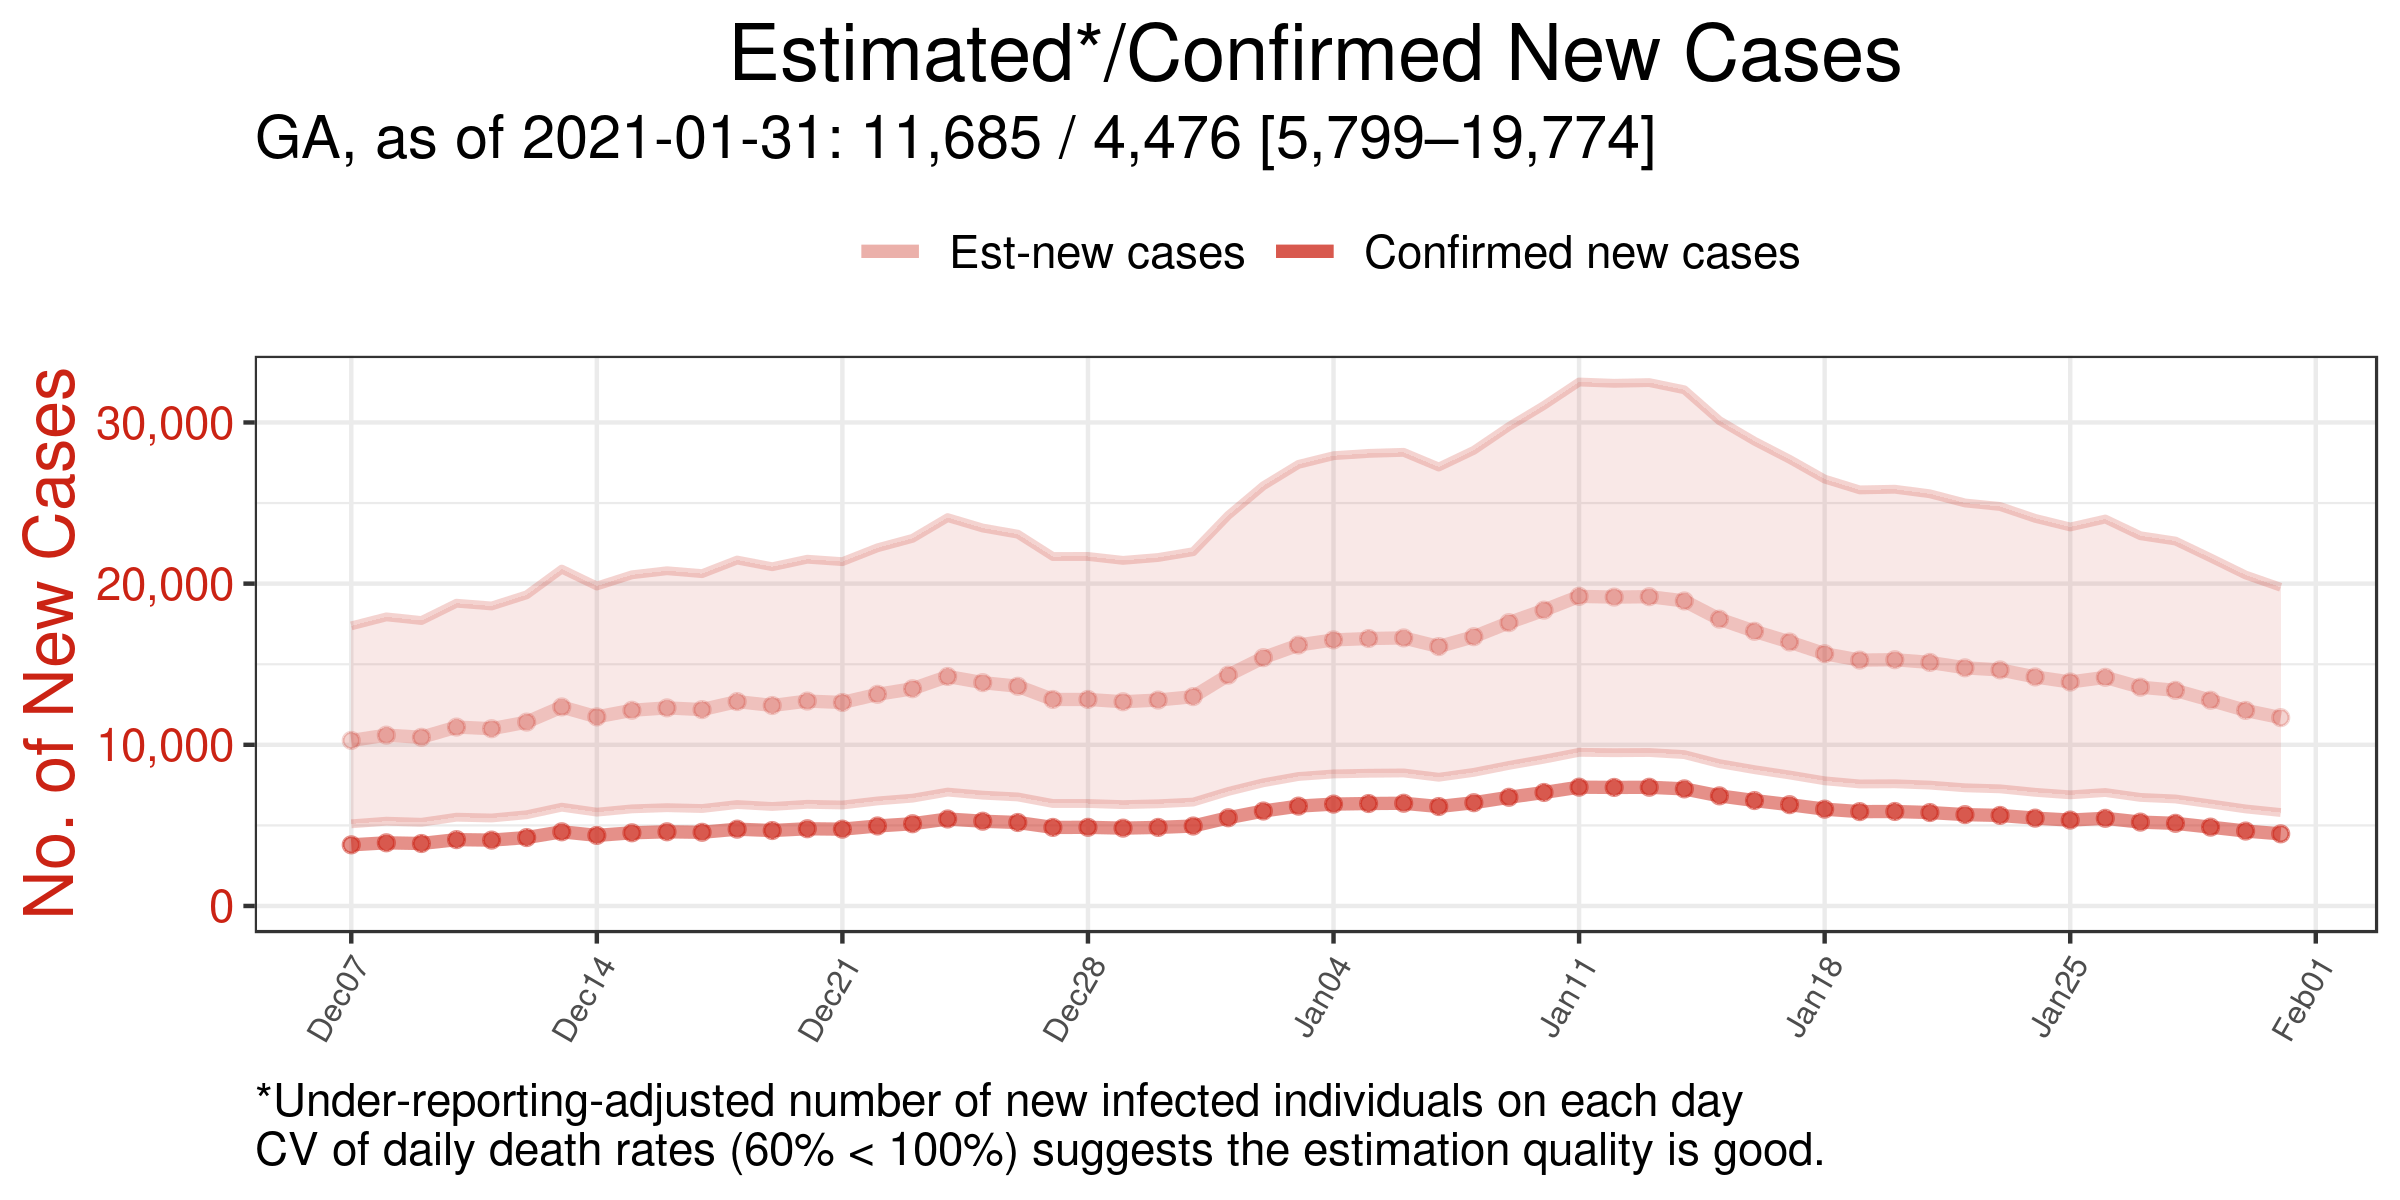 Estimated*/Confirmed New Cases
GA, as of 2021-01-31: 11,685 / 4,476 [5,799–19,774]
Est-new cases
Confirmed new cases
No. of New Cases
30,000
20,000
10,000
0
Dec07
Dec14
Dec21
Dec28
Jan04
Jan11
Jan18
Jan25
Feb01
*Under-reporting-adjusted number of new infected individuals on each day
CV of daily death rates (60% < 100%) suggests the estimation quality is good.